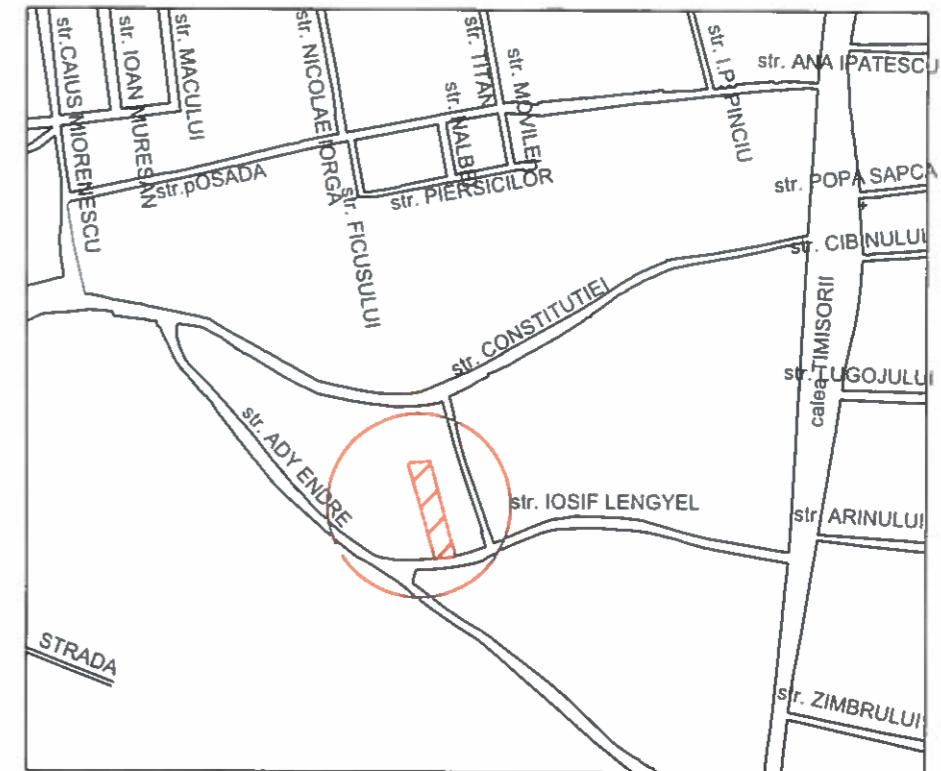 str.CAIUS MIORENESCU
str. IOAN MURESAN
str. MACULUI
str. NICOLAE IORGA
str. TITAN
str. MOVILEI
str. NALBEI
str. I.P.PINCIU
str. ANA IPATESCU
str.pOSADA
str. PIERSICILOR
str. FICUSULUI
str. POPA SAPCA
str. CIBINULUI
str. CONSTITUTIEI
calea TIMISORII
str. LUGOJULUI
str. ADY ENDRE
str. IOSIF LENGYEL
str. ARINULUI
STRADA
str. ZIMBRULUI